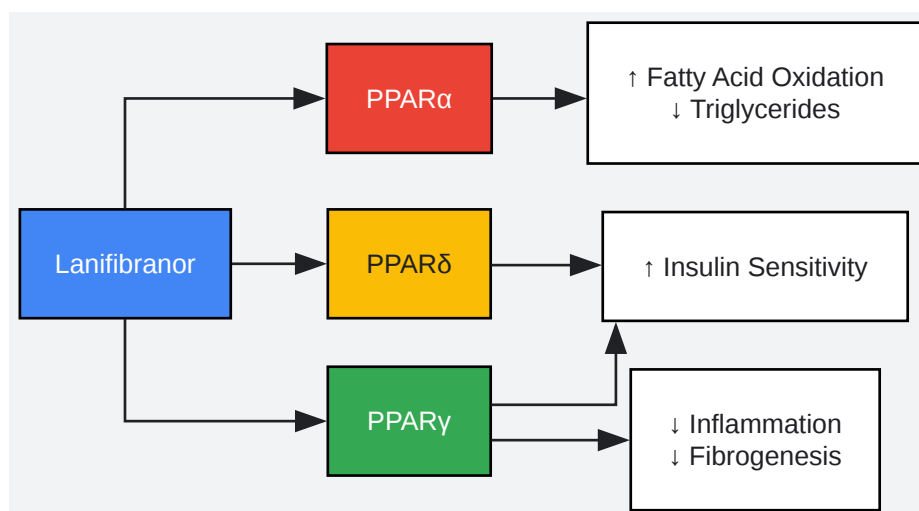 PPARα
↑ Fatty Acid Oxidation
↓ Triglycerides
Lanifibranor
PPARδ
↑ Insulin Sensitivity
PPARγ
↓ Inflammation
↓ Fibrogenesis